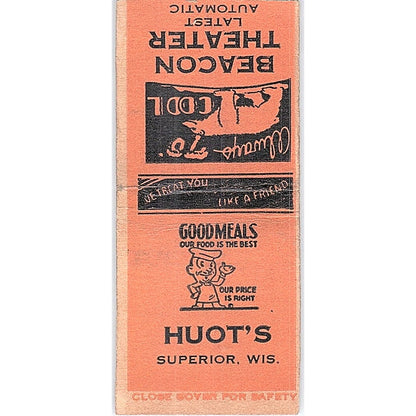 AUTOMATIC
LATEST
BEACON
THEATER
Always
COOL
70°
WE TREAT YOU
LIKE A FRIEND
GOOD MEALS
OUR FOOD IS THE BEST
OUR PRICE
IS RIGHT
HUOT'S
SUPERIOR, WIS.
CLOSE COVER FOR SAFETY